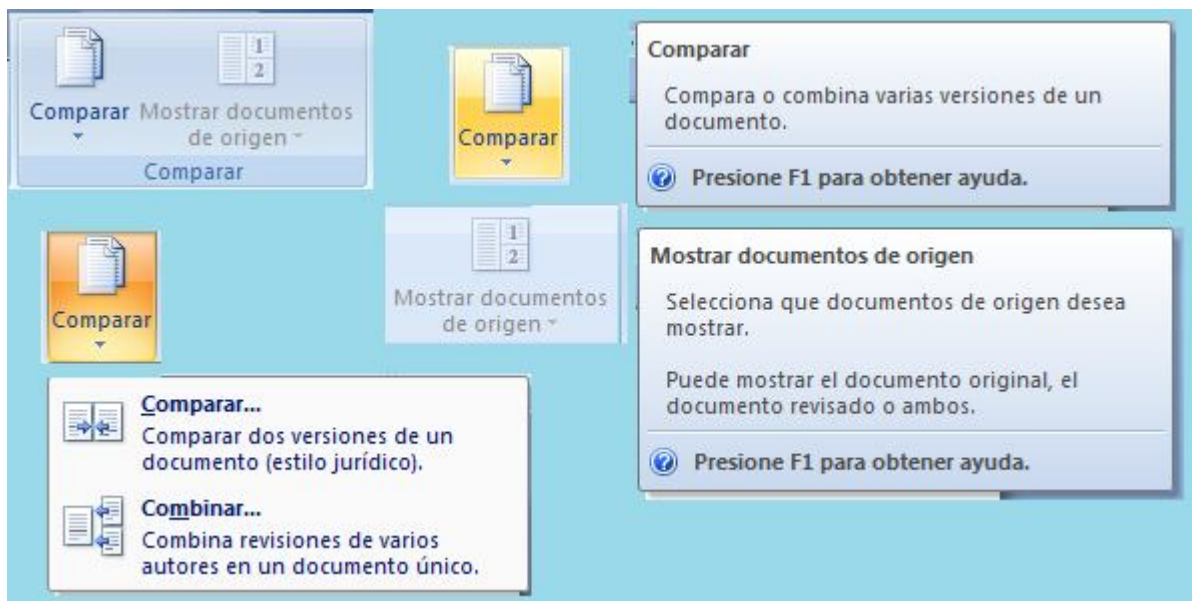 1
2
Comparar
Mostrar documentos
de origen
Comparar
Comparar
Comparar
Compara o combina varias versiones de un
documento.
Presione F1 para obtener ayuda.
Comparar
1
2
Mostrar documentos
de origen
Mostrar documentos de origen
Selecciona que documentos de origen desea
mostrar.
Puede mostrar el documento original, el
documento revisado o ambos.
Presione F1 para obtener ayuda.
Comparar...
Comparar dos versiones de un
documento (estilo jurídico).
Combinar...
Combina revisiones de varios
autores en un documento único.